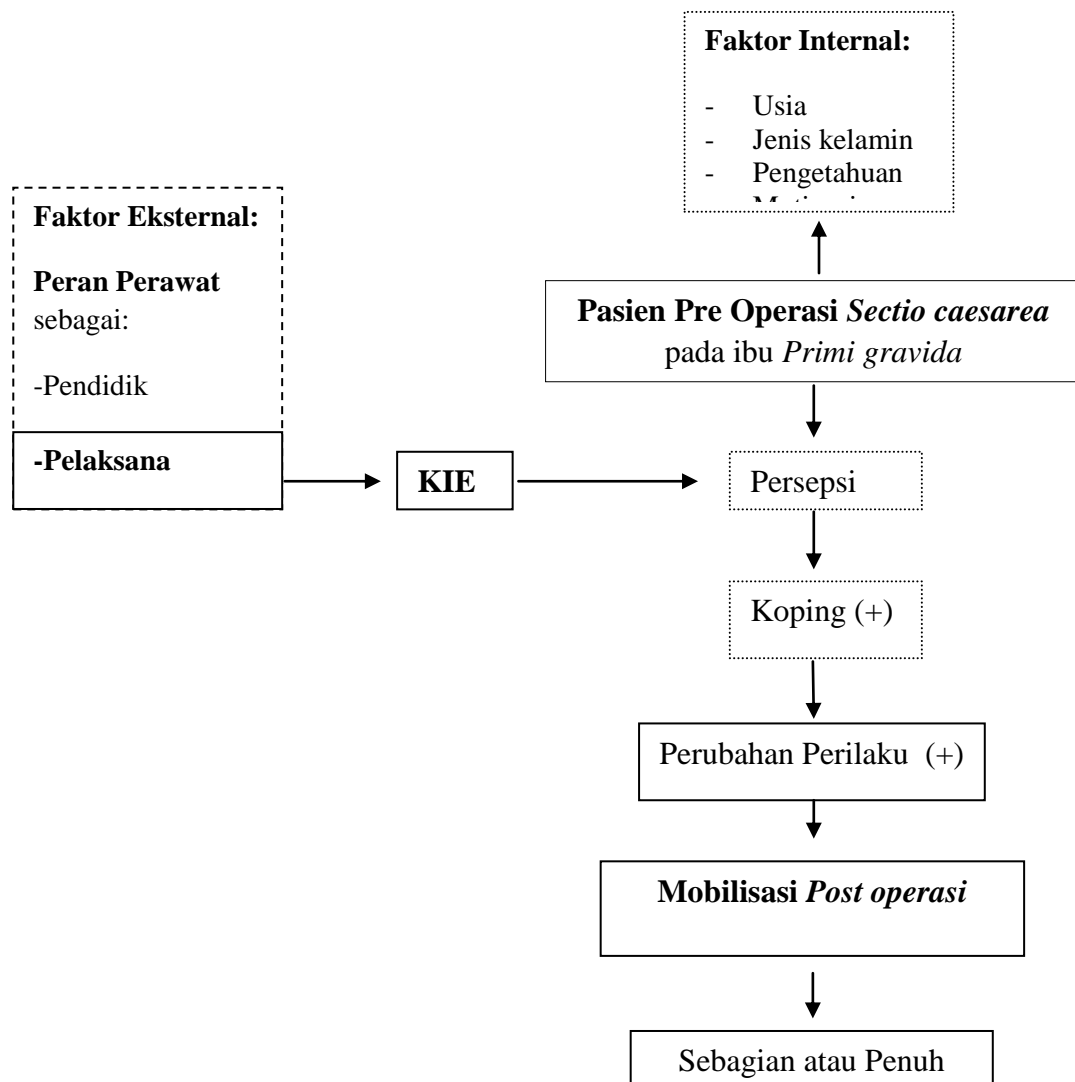 Faktor Internal:
- Usia
- Jenis kelamin
- Pengetahuan
-
Faktor Eksternal:
Peran Perawat
sebagai:
-Pendidik
-Pelaksana
KIE
Pasien Pre Operasi Sectio caesarea
pada ibu Primi gravida
Persepsi
Koping (+)
Perubahan Perilaku (+)
Mobilisasi Post operasi
Sebagian atau Penuh